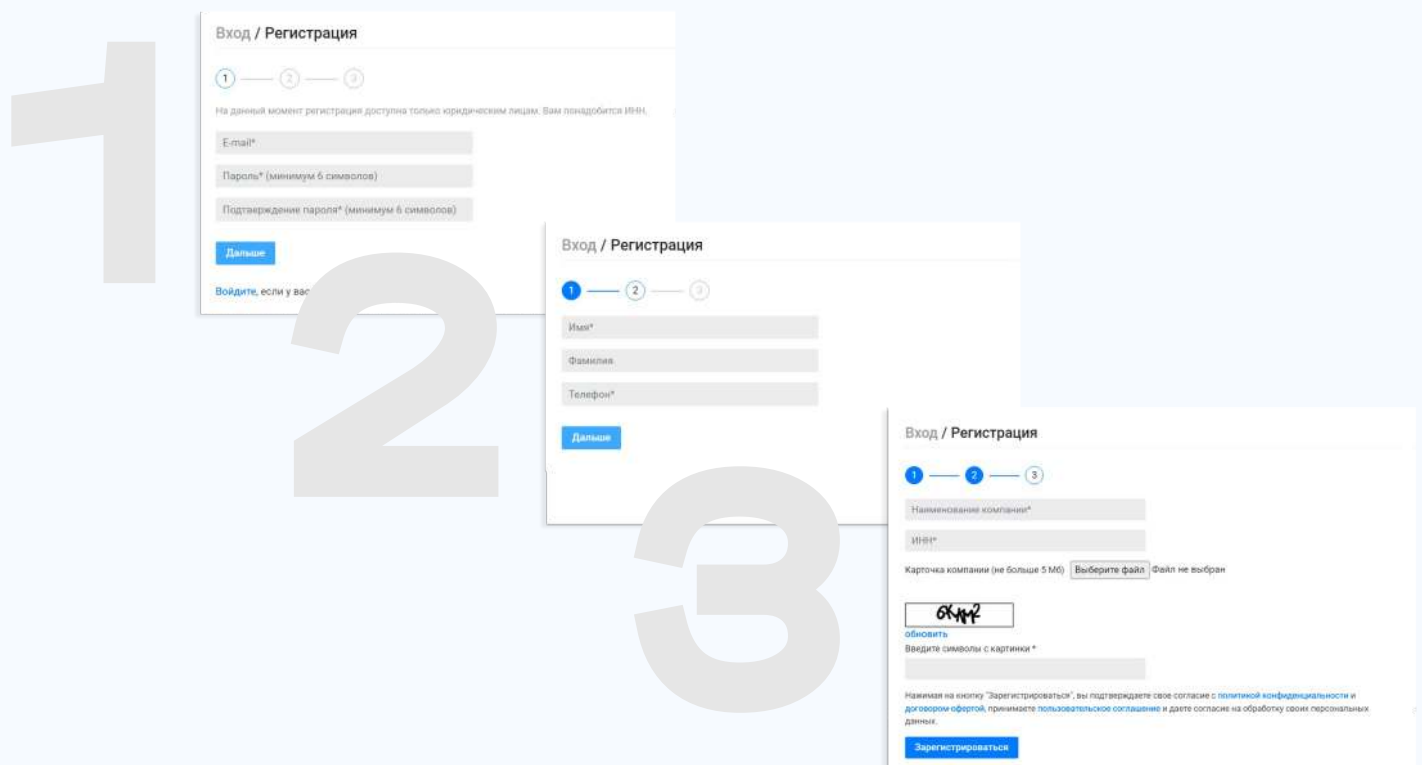 1
Вход / Регистрация
1 2 3
На данный момент регистрация доступна только юридическим лицам. Вам понадобится ИНН.
E-mail*
Пароль* (минимум 6 символов)
Подтверждение пароля* (минимум 6 символов)
Дальше
Войдите, если у вас
2
Вход / Регистрация
1 2 3
Имя*
Фамилия
Телефон*
Дальше
3
Вход / Регистрация
1 2 3
Наименование компании*
ИНН*
Карточка компании (не больше 5 Мб) Выберите файл Файл не выбран
обновить
Введите символы с картинки *
Нажимая на кнопку "Зарегистрироваться", вы подтверждаете свое согласие с политикой конфиденциальности и
договором офертой, принимаете пользовательское соглашение и даете согласие на обработку своих персональных
данных.
Зарегистрироваться